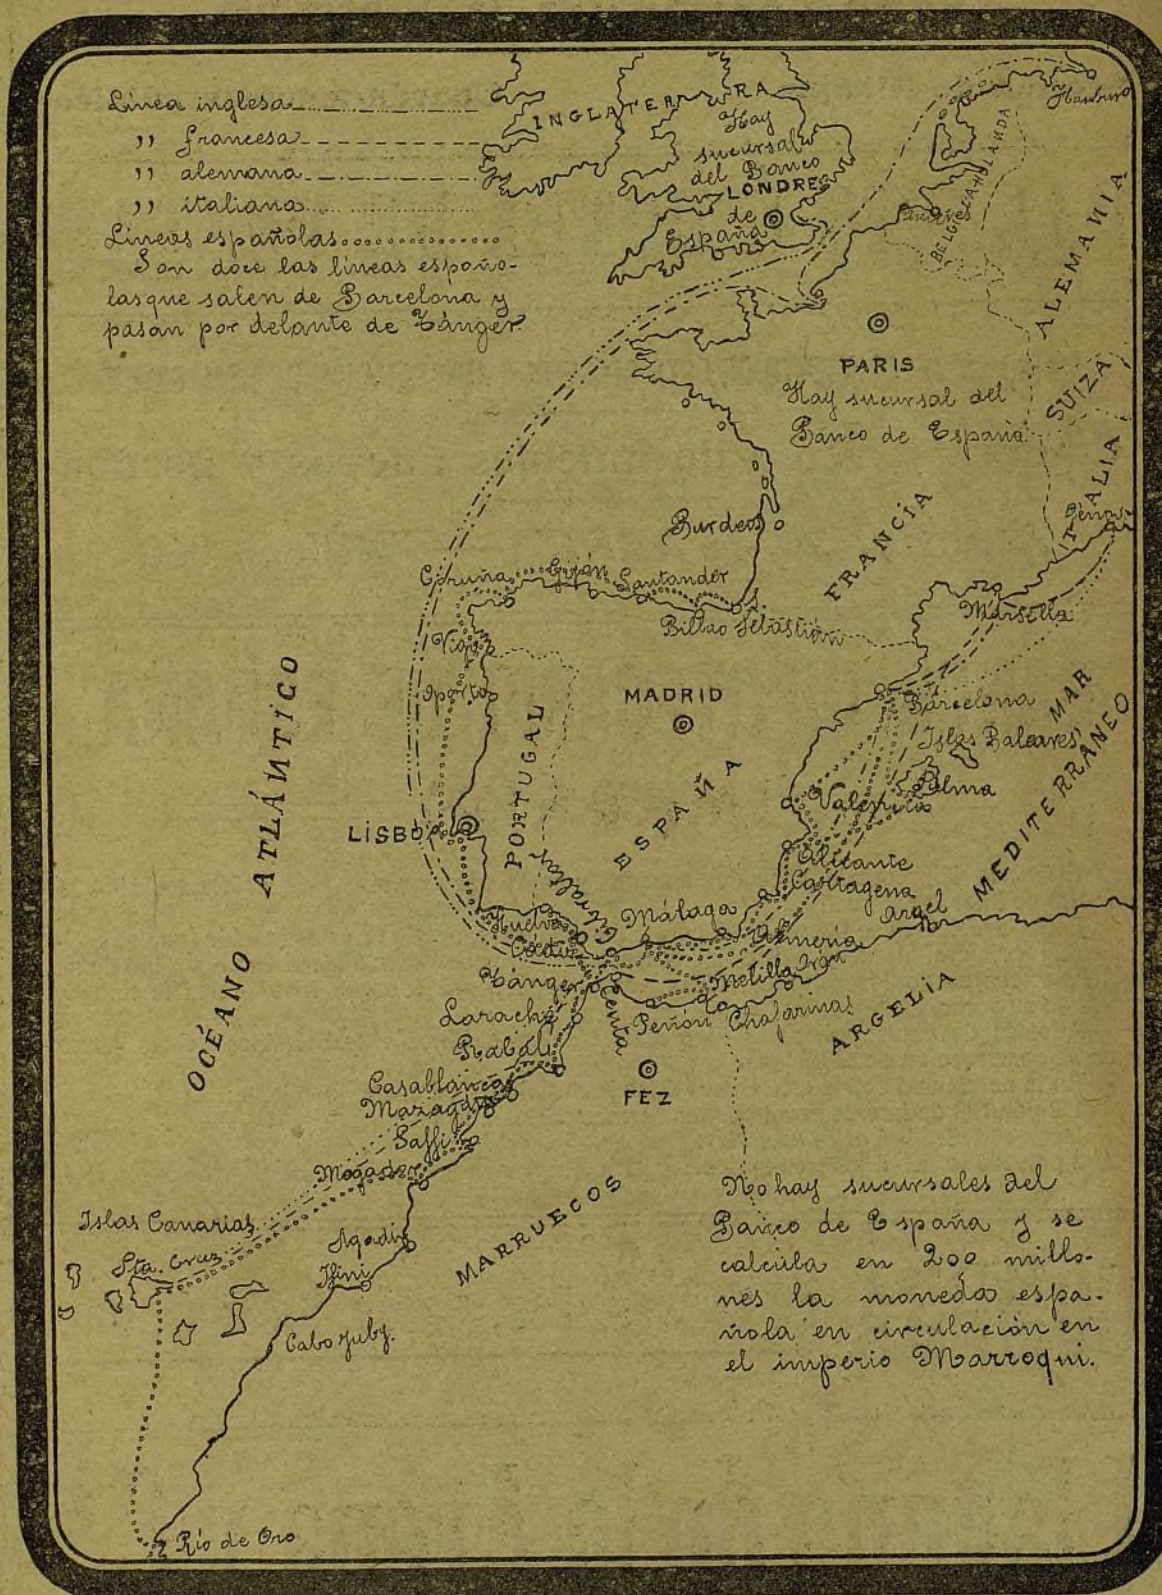 Línea inglesa
,, francesa
,, alemana
,, italiana
Líneas españolas
Son doce las líneas españo-
las que salen de Barcelona y
pasan por delante de Tánger.
INGLATERRA
Hay
sucursal
del Banco
LONDRES
de
España
Hamburgo
HOLANDA
BELGICA
Amberes
ALEMANIA
PARIS
Hay sucursal del
Banco de España
SUIZA
ITALIA
Génova
Burdeos
FRANCIA
Coruña
Gijón
Santander
Bilbao
S.
Sebastián
Marsella
Vigo
Oporto
MADRID
Barcelona
MAR
MEDITERRANEO
Islas Baleares
Palma
OCÉANO ATLÁNTICO
PORTUGAL
ESPAÑA
Valencia
LISBO
Alicante
Cartagena
Gibraltar
Huelva
Málaga
Argel
Cádiz
Almería
Tánger
Melilla
Orán
Ceuta
Larache
Peñón
Chafarinas
ARGELIA
Rabat
FEZ
Casablanca
Mazagán
Saffi
Mogador
MARRUECOS
Islas Canarias
Sta. Cruz
Agadir
Ifni
Cabo Juby.
No hay sucursales del
Banco de España y se
calcula en 200 millo-
nes la moneda espa-
ñola en circulación en
el imperio Marroqui.
Río de Oro